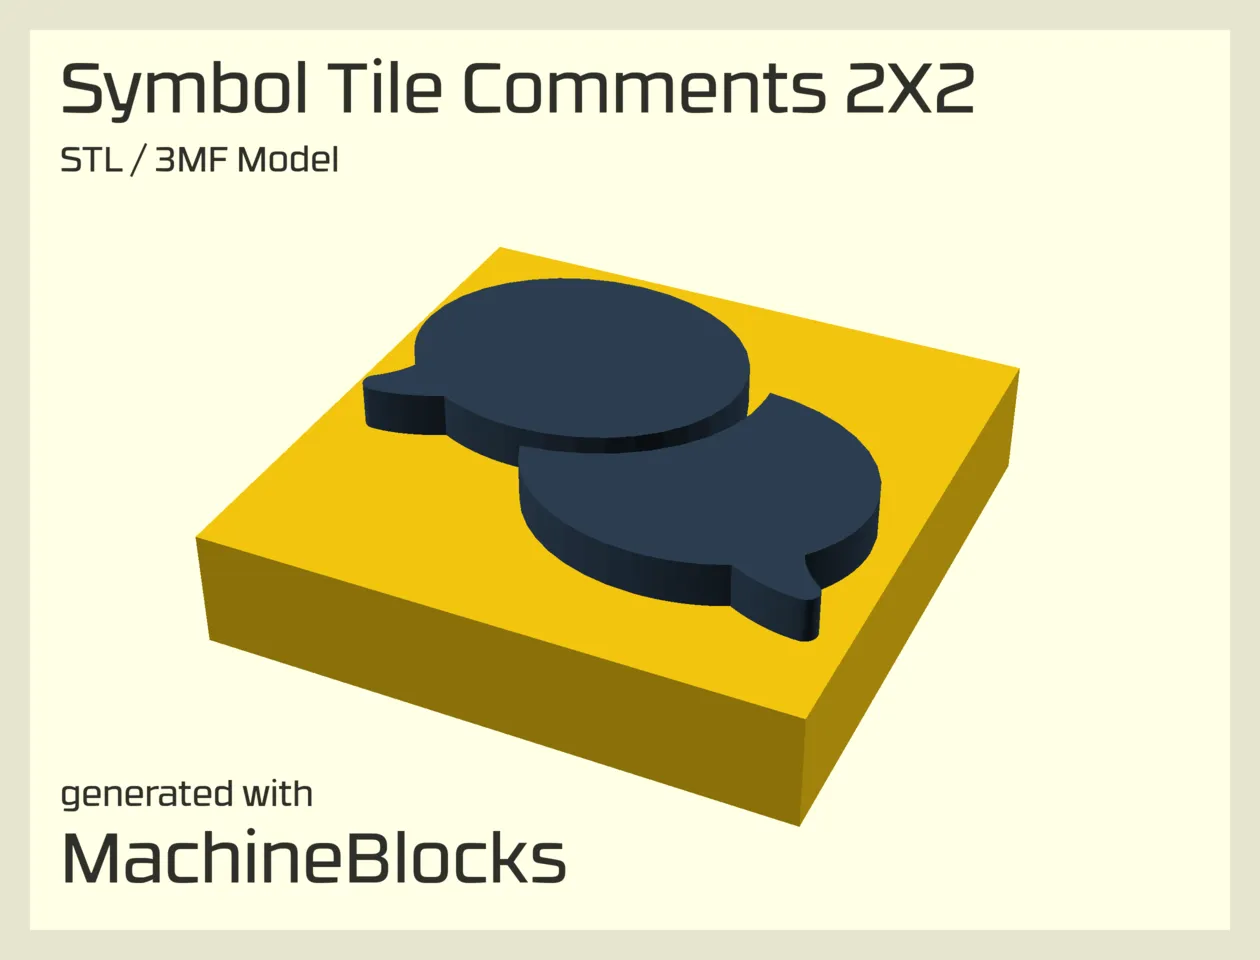 Symbol Tile Comments 2X2
STL / 3MF Model
generated with
MachineBlocks